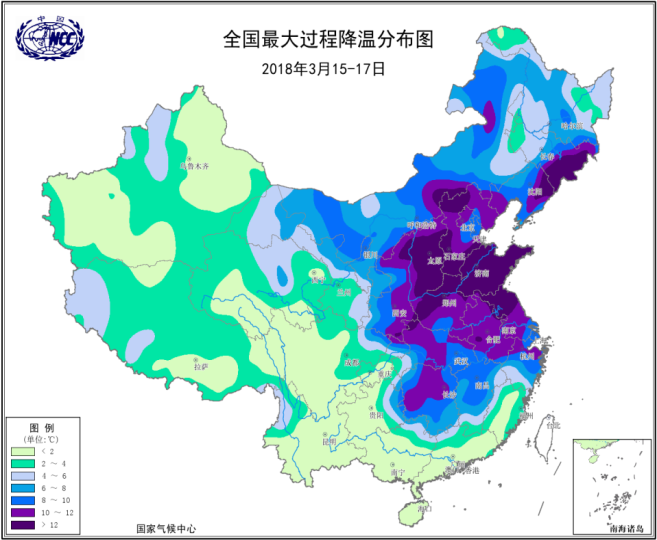 中国
NCC
全国最大过程降温分布图
2018年3月15-17日
哈尔滨
长春
乌鲁木齐
沈阳
呼和浩特
北京
天津
银川
太原
石家庄
济南
西宁
兰州
西安
郑州
南京
合肥
上海
拉萨
成都
重庆
武汉
杭州
南昌
长沙
贵阳
福州
昆明
台北
南宁
香港
海口
图 例
(单位:℃)
< 2
2 ～ 4
4 ～ 6
6 ～ 8
8 ～ 10
10 ～ 12
> 12
国家气候中心
南海诸岛